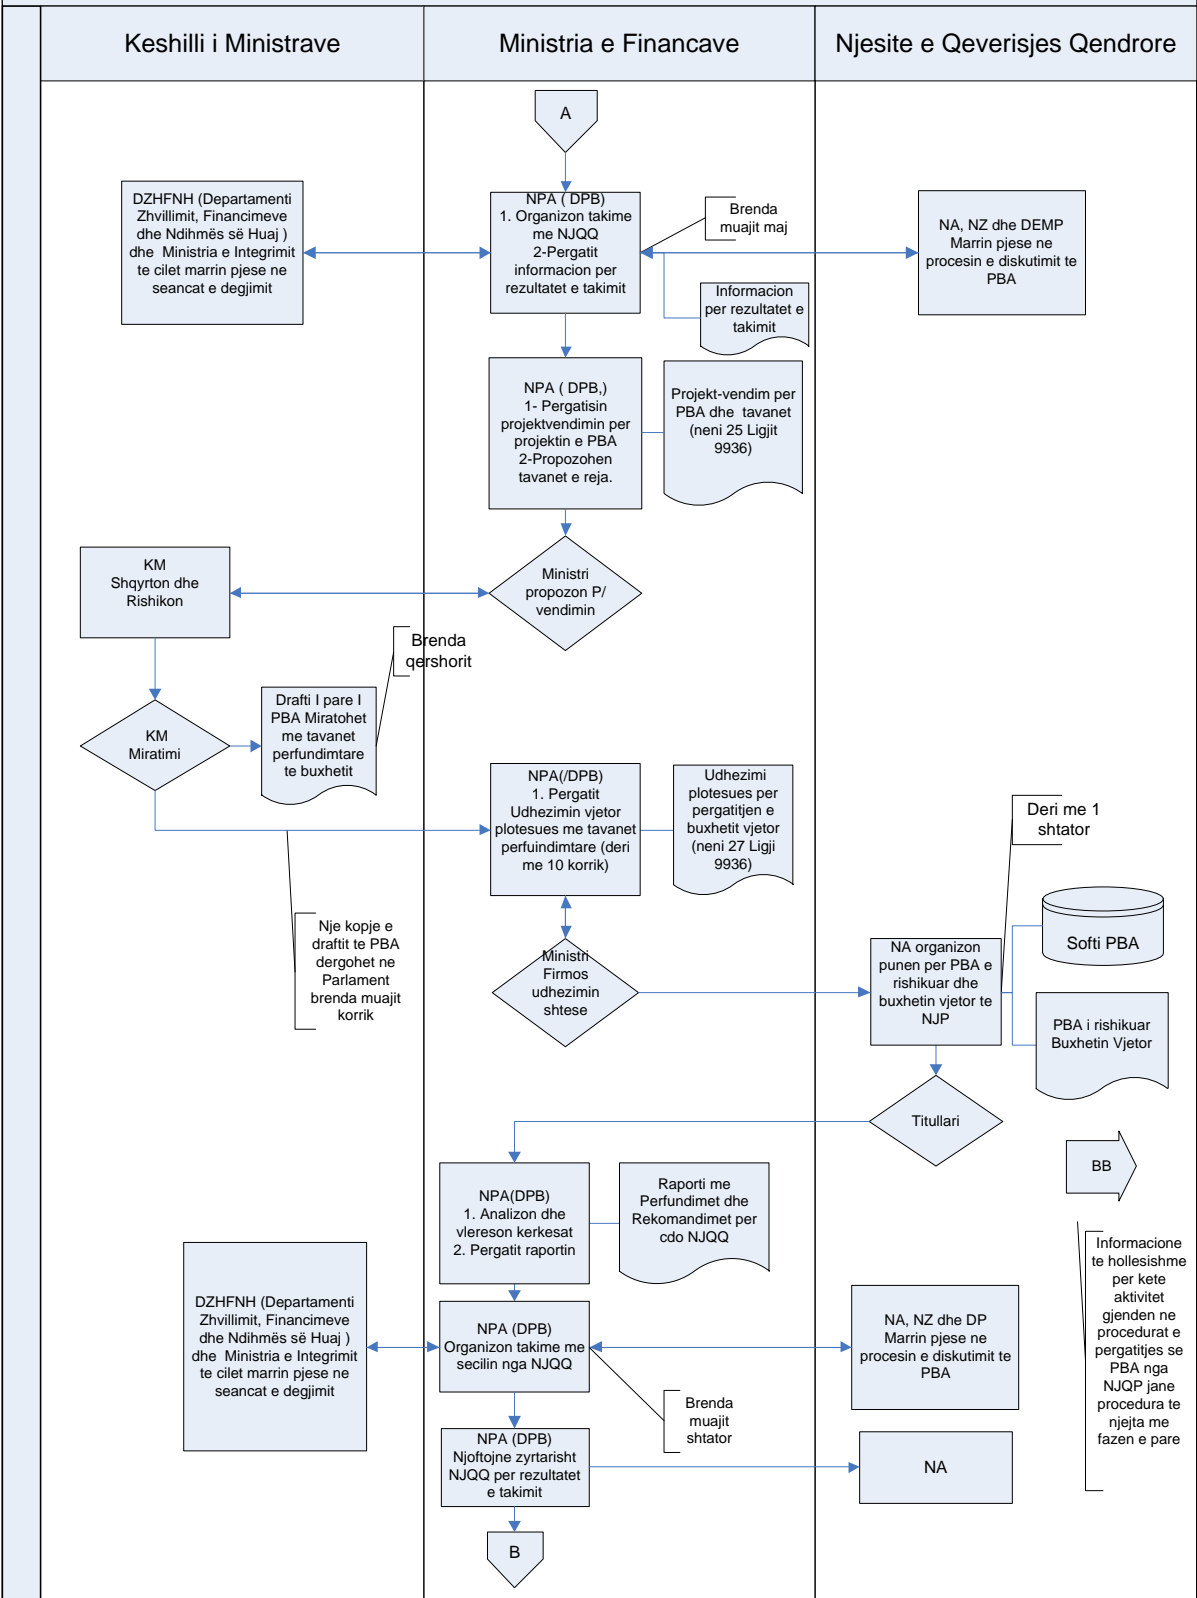 Keshilli i Ministrave
Ministria e Financave
Njesite e Qeverisjes Qendrore
A
DZHFNH (Departamenti
Zhvillimit, Financimeve
dhe Ndihmës së Huaj )
dhe Ministria e Integrimit
te cilet marrin pjese ne
seancat e degjimit
NPA ( DPB)
1. Organizon takime
me NJQQ
2-Pergatit
informacion per
rezultatet e takimit
Brenda
muajit maj
NA, NZ dhe DEMP
Marrin pjese ne
procesin e diskutimit te
PBA
Informacion
per rezultatet e
takimit
NPA ( DPB,)
1- Pergatisin
projektvendimin per
projektin e PBA
2-Propozohen
tavanet e reja.
Projekt-vendim per
PBA dhe tavanet
(neni 25 Ligjit
9936)
KM
Shqyrton dhe
Rishikon
Ministri
propozon P/
vendimin
Brenda
qershorit
KM
Miratimi
Drafti I pare I
PBA Miratohet
me tavanet
perfundimtare
te buxhetit
NPA(/DPB)
1. Pergatit
Udhezimin vjetor
plotesues me tavanet
perfuindimtare (deri
me 10 korrik)
Udhezimi
plotesues per
pergatitjen e
buxhetit vjetor
(neni 27 Ligji
9936)
Deri me 1
shtator
Nje kopje e
draftit te PBA
dergohet ne
Parlament
brenda muajit
korrik
Ministri
Firmos
udhezimin
shtese
NA organizon
punen per PBA e
rishikuar dhe
buxhetin vjetor te
NJP
Softi PBA
PBA i rishikuar
Buxhetin Vjetor
Titullari
BB
NPA(DPB)
1. Analizon dhe
vlereson kerkesat
2. Pergatit raportin
Raporti me
Perfundimet dhe
Rekomandimet per
cdo NJQQ
Informacione
te hollesishme
per kete
aktivitet
gjenden ne
procedurat e
pergatitjes se
PBA nga
NJQP jane
procedura te
njejta me
fazen e pare
DZHFNH (Departamenti
Zhvillimit, Financimeve
dhe Ndihmës së Huaj )
dhe Ministria e Integrimit
te cilet marrin pjese ne
seancat e degjimit
NPA (DPB)
Organizon takime me
secilin nga NJQQ
NA, NZ dhe DP
Marrin pjese ne
procesin e diskutimit te
PBA
Brenda
muajit
shtator
NPA (DPB)
Njoftojne zyrtarisht
NJQQ per rezultatet
e takimit
NA
B